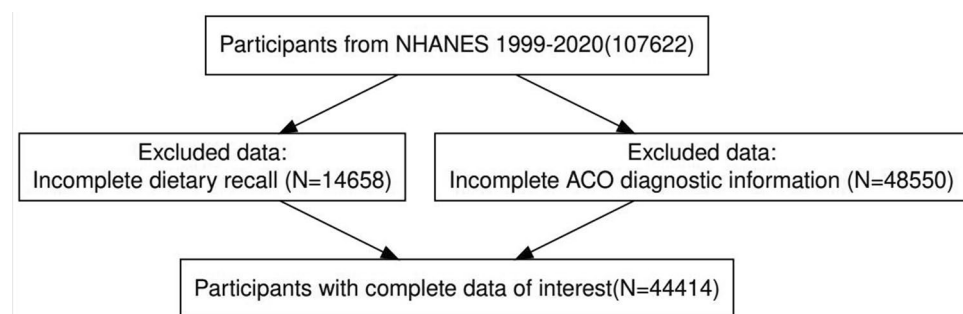 Participants from NHANES 1999-2020(107622)
Excluded data:
Incomplete dietary recall (N=14658)
Excluded data:
Incomplete ACO diagnostic information (N=48550)
Participants with complete data of interest(N=44414)